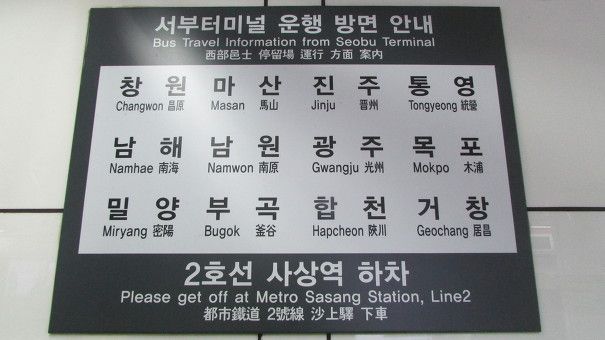 서부터미널 운행 방면 안내
Bus Travel Information from Seobu Terminal
西部邑士 停留場 運行 方面 案內
창원 마산 진주 통영
Changwon 昌原 Masan 馬山 Jinju 晋州 Tongyeong 統營
남해 남원 광주 목포
Namhae 南海 Namwon 南原 Gwangju 光州 Mokpo 木浦
밀양 부곡 합천 거창
Miryang 密陽 Bugok 釜谷 Hapcheon 陜川 Geochang 居昌
2호선 사상역 하차
Please get off at Metro Sasang Station, Line2
都市鐵道 2號線 沙上驛 下車